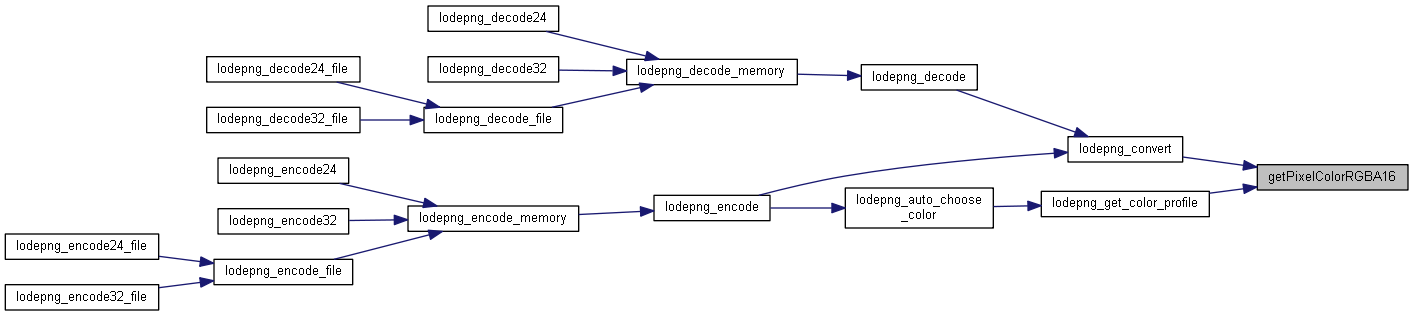 lodepng_decode24
lodepng_decode24_file
lodepng_decode32
lodepng_decode_memory
lodepng_decode
lodepng_decode32_file
lodepng_decode_file
lodepng_convert
lodepng_encode24
getPixelColorRGBA16
lodepng_encode32
lodepng_encode_memory
lodepng_encode
lodepng_auto_choose
_color
lodepng_get_color_profile
lodepng_encode24_file
lodepng_encode_file
lodepng_encode32_file